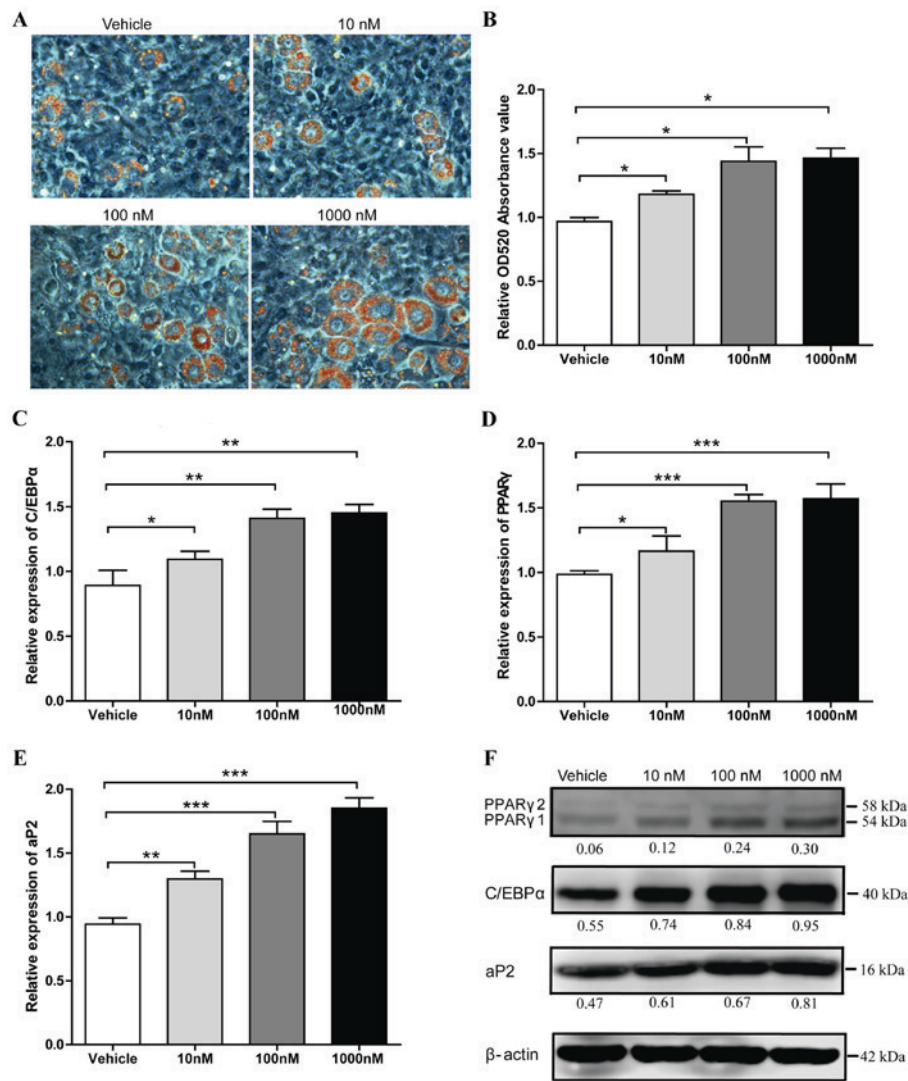 A
Vehicle 10 nM
100 nM 1000 nM
B
Relative OD520 Absorbance value
2.0
1.5
1.0
0.5
0.0
* * *
Vehicle 10nM 100nM 1000nM
C
Relative expression of C/EBPα
2.0
1.5
1.0
0.5
0.0
** ** *
Vehicle 10nM 100nM 1000nM
D
Relative expression of PPARγ
2.0
1.5
1.0
0.5
0.0
*** *** *
Vehicle 10nM 100nM 1000nM
E
Relative expression of aP2
2.0
1.5
1.0
0.5
0.0
*** *** **
Vehicle 10nM 100nM 1000nM
F
Vehicle 10 nM 100 nM 1000 nM
PPARγ 2 58 kDa
PPARγ 1 54 kDa
0.06 0.12 0.24 0.30
C/EBPα 40 kDa
0.55 0.74 0.84 0.95
aP2 16 kDa
0.47 0.61 0.67 0.81
β-actin 42 kDa